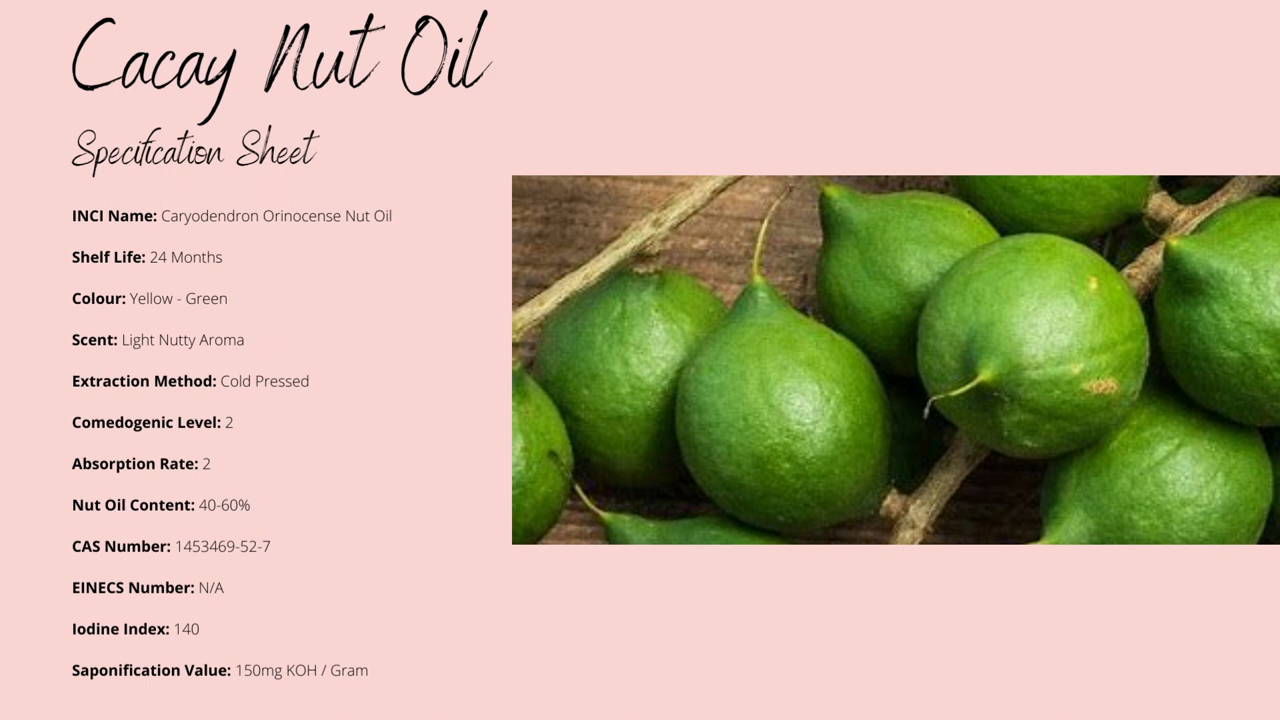 Cacay Nut Oil
Specification Sheet
INCI Name: Caryodendron Orinocense Nut Oil
Shelf Life: 24 Months
Colour: Yellow - Green
Scent: Light Nutty Aroma
Extraction Method: Cold Pressed
Comedogenic Level: 2
Absorption Rate: 2
Nut Oil Content: 40-60%
CAS Number: 1453469-52-7
EINECS Number: N/A
Iodine Index: 140
Saponification Value: 150mg KOH / Gram